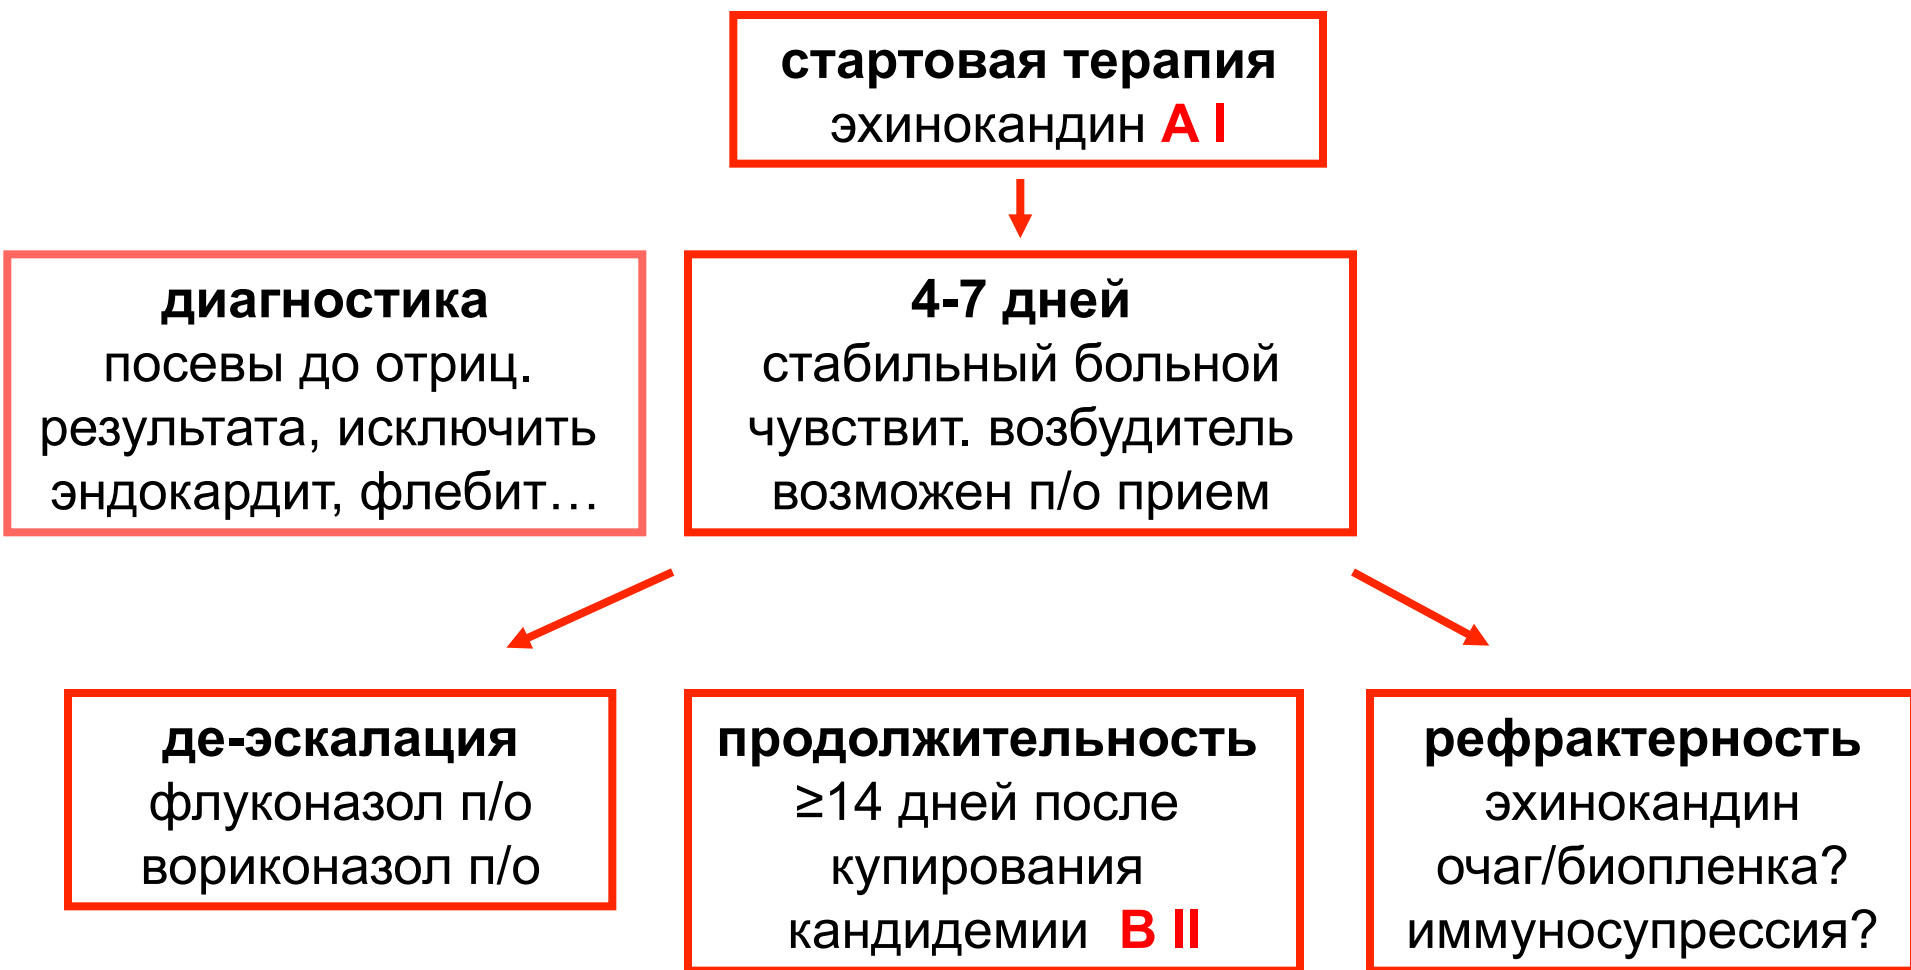 стартовая терапия
эхинокандин A I
диагностика
посевы до отриц.
результата, исключить
эндокардит, флебит…
4-7 дней
стабильный больной
чувствит. возбудитель
возможен п/о прием
де-эскалация
флуконазол п/о
вориконазол п/о
продолжительность
≥14 дней после
купирования
кандидемии B II
рефрактерность
эхинокандин
очаг/биопленка?
иммуносупрессия?